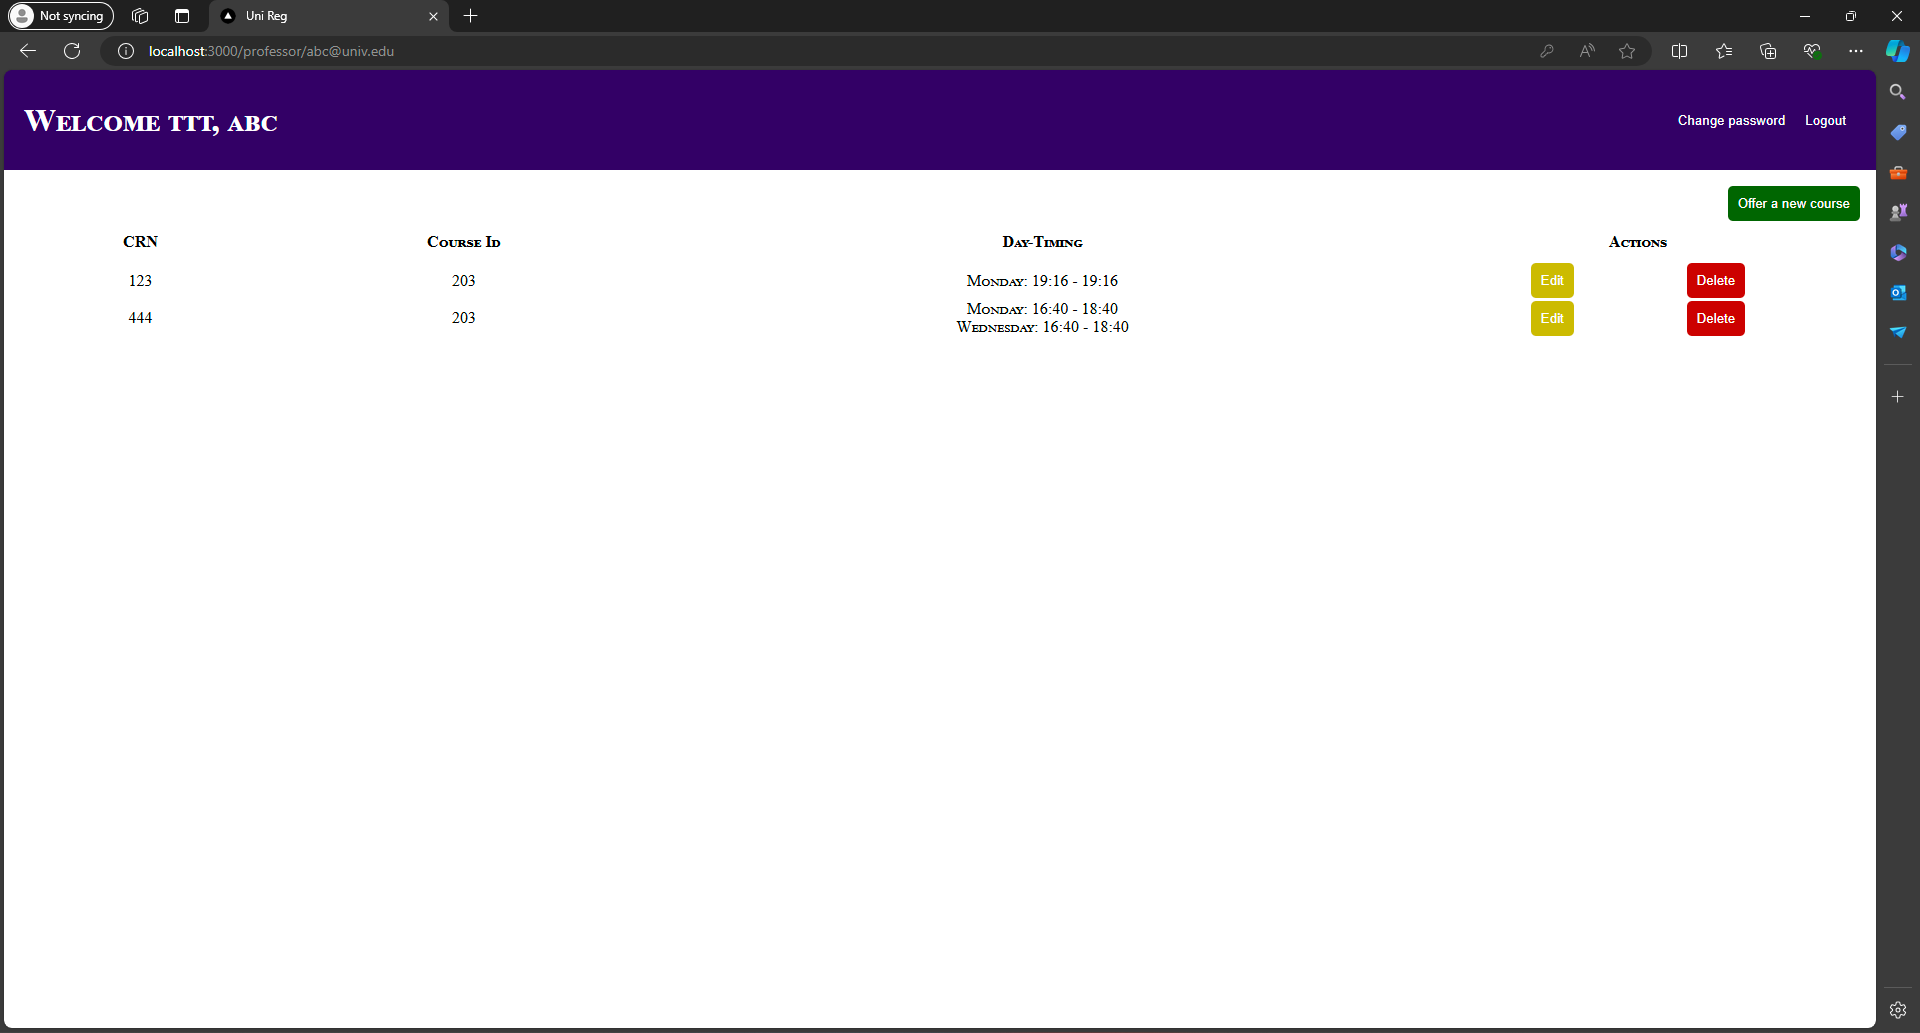 Not syncing
Uni Reg
localhost:3000/professor/abc@univ.edu
Welcome ttt, abc
Change password Logout
Offer a new course
CRN Course Id Day-Timing Actions
123 203 Monday: 19:16 - 19:16 Edit Delete
444 203 Monday: 16:40 - 18:40
Wednesday: 16:40 - 18:40 Edit Delete